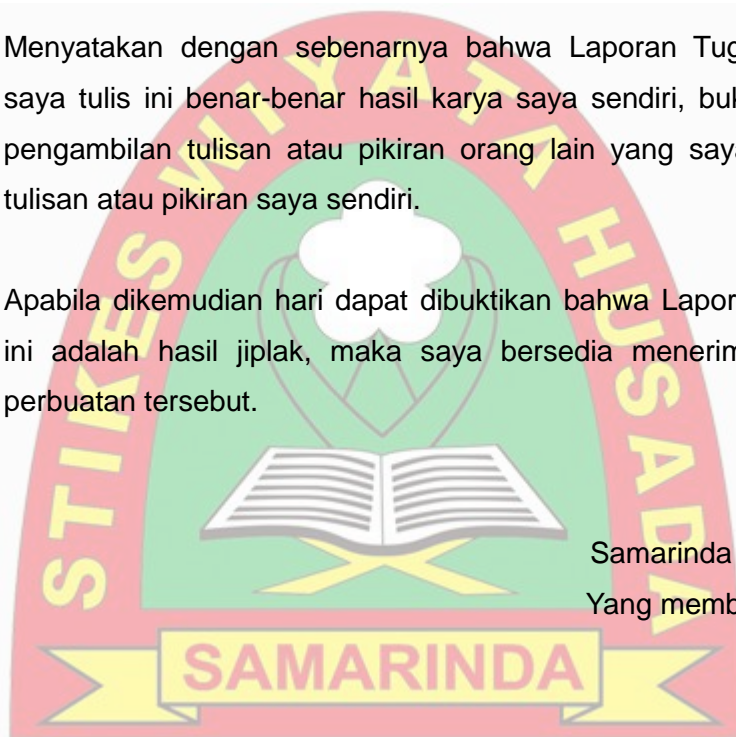 Menyatakan dengan sebenarnya bahwa Laporan Tug
saya tulis ini benar-benar hasil karya saya sendiri, buk
pengambilan tulisan atau pikiran orang lain yang saya
tulisan atau pikiran saya sendiri.
Apabila dikemudian hari dapat dibuktikan bahwa Lapor
ini adalah hasil jiplak, maka saya bersedia menerim
perbuatan tersebut.
Samarinda
Yang memb
STIKES WIYATA HUSADA
SAMARINDA